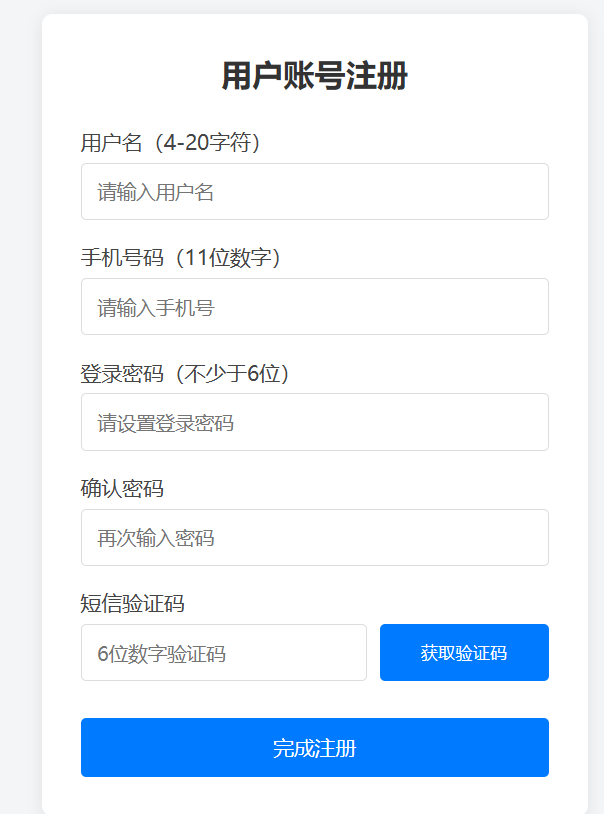 用户账号注册
用户名（4-20字符）
请输入用户名
手机号码（11位数字）
请输入手机号
登录密码（不少于6位）
请设置登录密码
确认密码
再次输入密码
短信验证码
6位数字验证码 获取验证码
完成注册